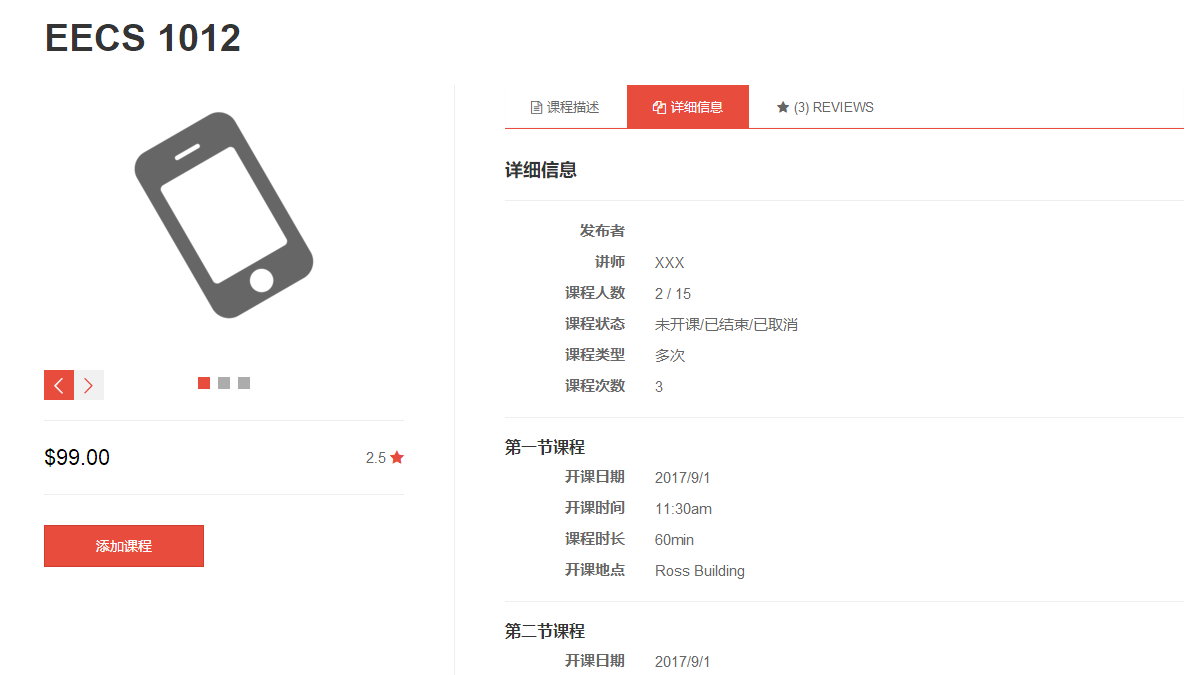 EECS 1012
$99.00
2.5
添加课程
课程描述
详细信息
(3) REVIEWS
详细信息
发布者
讲师 XXX
课程人数 2 / 15
课程状态 未开课/已结束/已取消
课程类型 多次
课程次数 3
第一节课程
开课日期 2017/9/1
开课时间 11:30am
课程时长 60min
开课地点 Ross Building
第二节课程
开课日期 2017/9/1